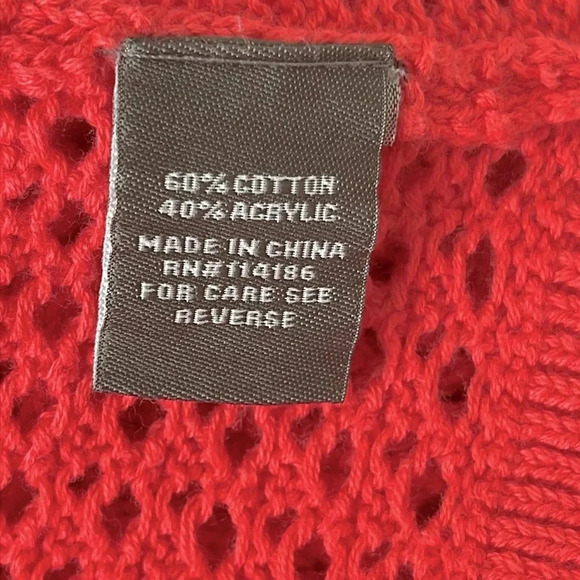 60% COTTON
40% ACRYLIC
MADE IN CHINA
RN#114186
FOR CARE SEE
REVERSE